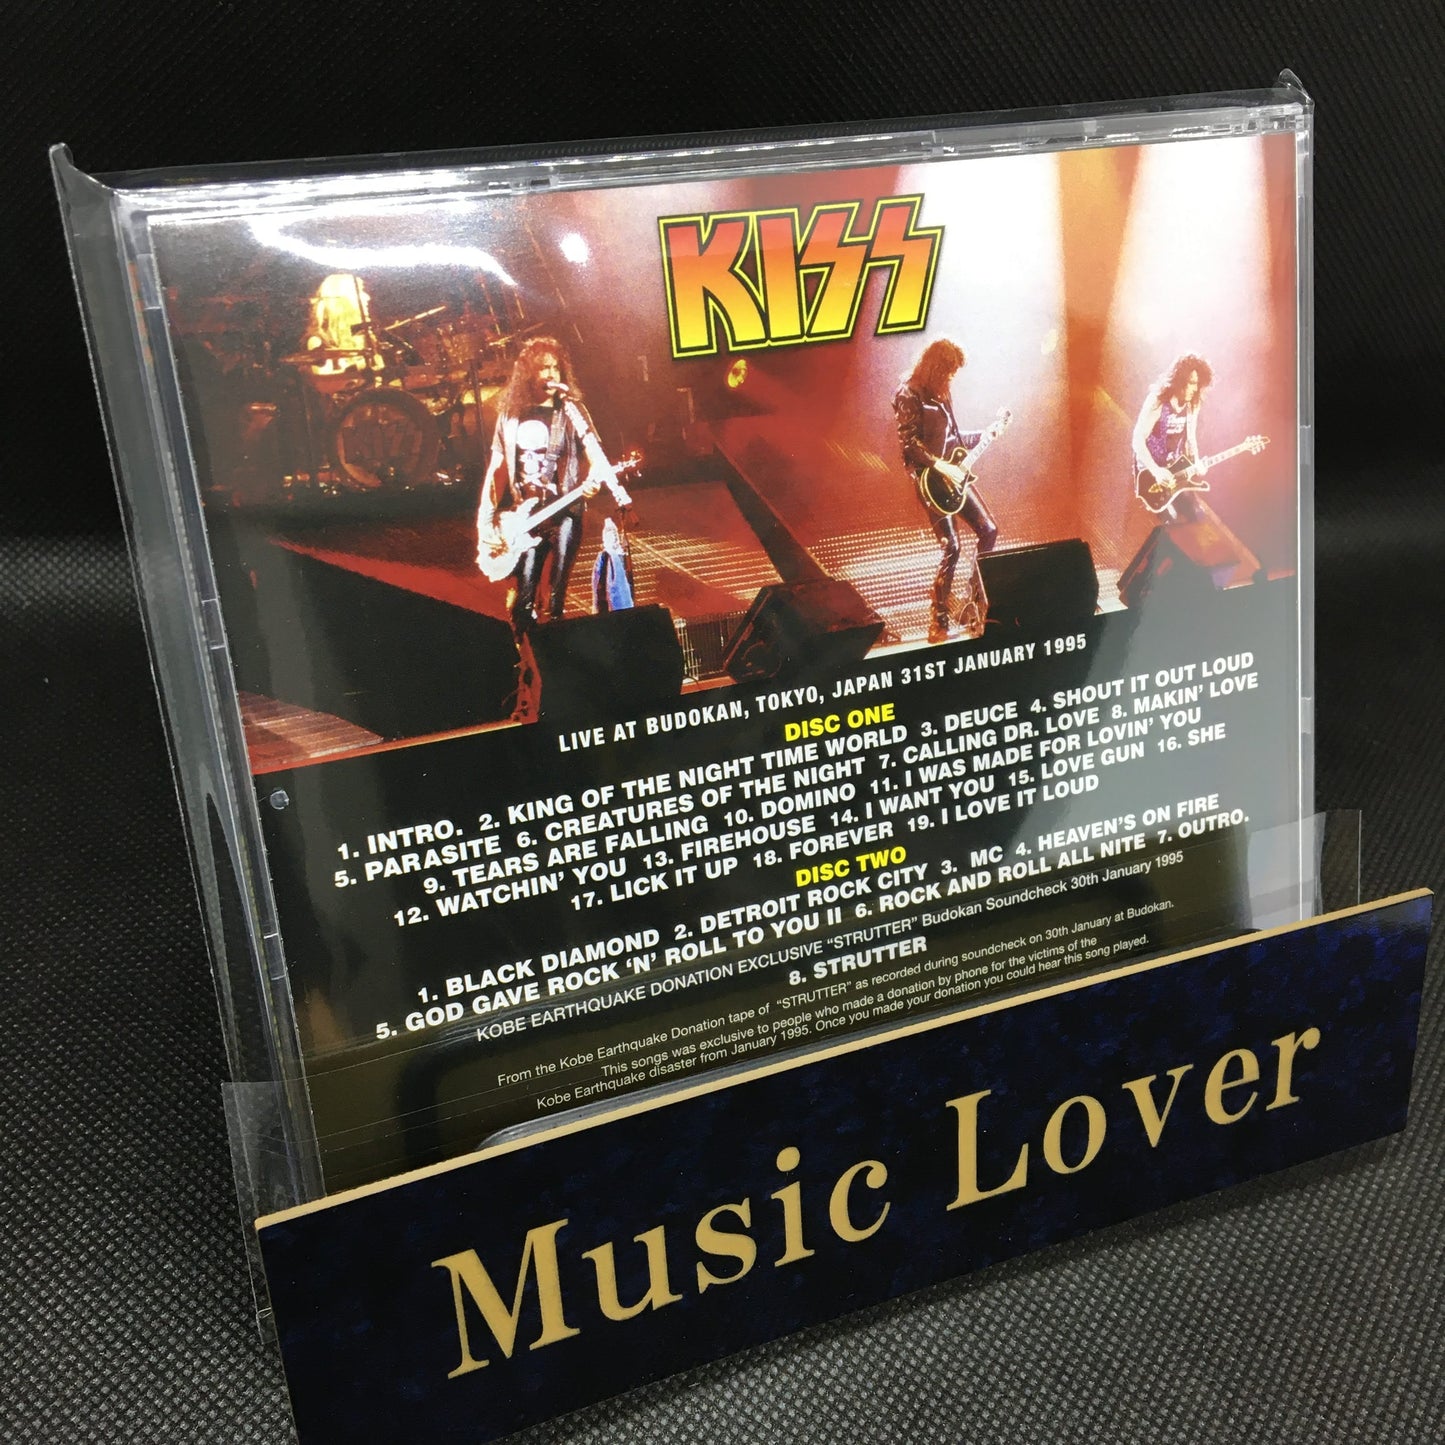 KISS
KISS
LIVE AT BUDOKAN, TOKYO, JAPAN 31ST JANUARY 1995
DISC ONE
1. INTRO. 2. KING OF THE NIGHT TIME WORLD 3. DEUCE 4. SHOUT IT OUT LOUD
5. PARASITE 6. CREATURES OF THE NIGHT 7. CALLING DR. LOVE 8. MAKIN' LOVE
9. TEARS ARE FALLING 10. DOMINO 11. I WAS MADE FOR LOVIN' YOU
12. WATCHIN' YOU 13. FIREHOUSE 14. I WANT YOU 15. LOVE GUN 16. SHE
17. LICK IT UP 18. FOREVER 19. I LOVE IT LOUD
DISC TWO
1. BLACK DIAMOND 2. DETROIT ROCK CITY 3. MC 4. HEAVEN'S ON FIRE
5. GOD GAVE ROCK 'N' ROLL TO YOU II 6. ROCK AND ROLL ALL NITE 7. OUTRO.
KOBE EARTHQUAKE DONATION EXCLUSIVE "STRUTTER" Budokan Soundcheck 30th January 1995
8. STRUTTER
From the Kobe Earthquake Donation tape of "STRUTTER" as recorded during soundcheck on 30th January at Budokan.
This songs was exclusive to people who made a donation by phone for the victims of the
Kobe Earthquake disaster from January 1995. Once you made your donation you could hear this song played.
Music Lover